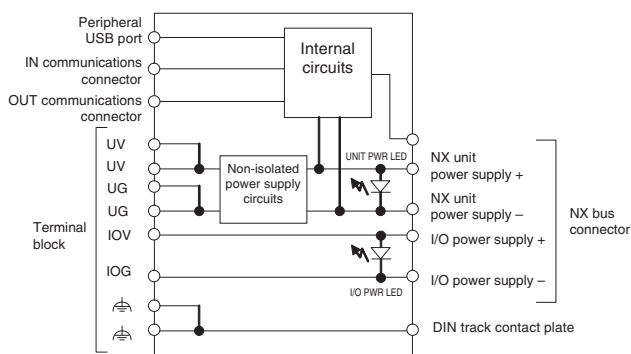 Peripheral
USB port
IN communications
connector
OUT communications
connector
Internal
circuits
UV
UV
UG
UG
IOV
IOG
Terminal
block
Non-isolated
power supply
circuits
UNIT PWR LED
I/O PWR LED
NX unit
power supply +
NX unit
power supply –
I/O power supply +
I/O power supply –
NX bus
connector
DIN track contact plate